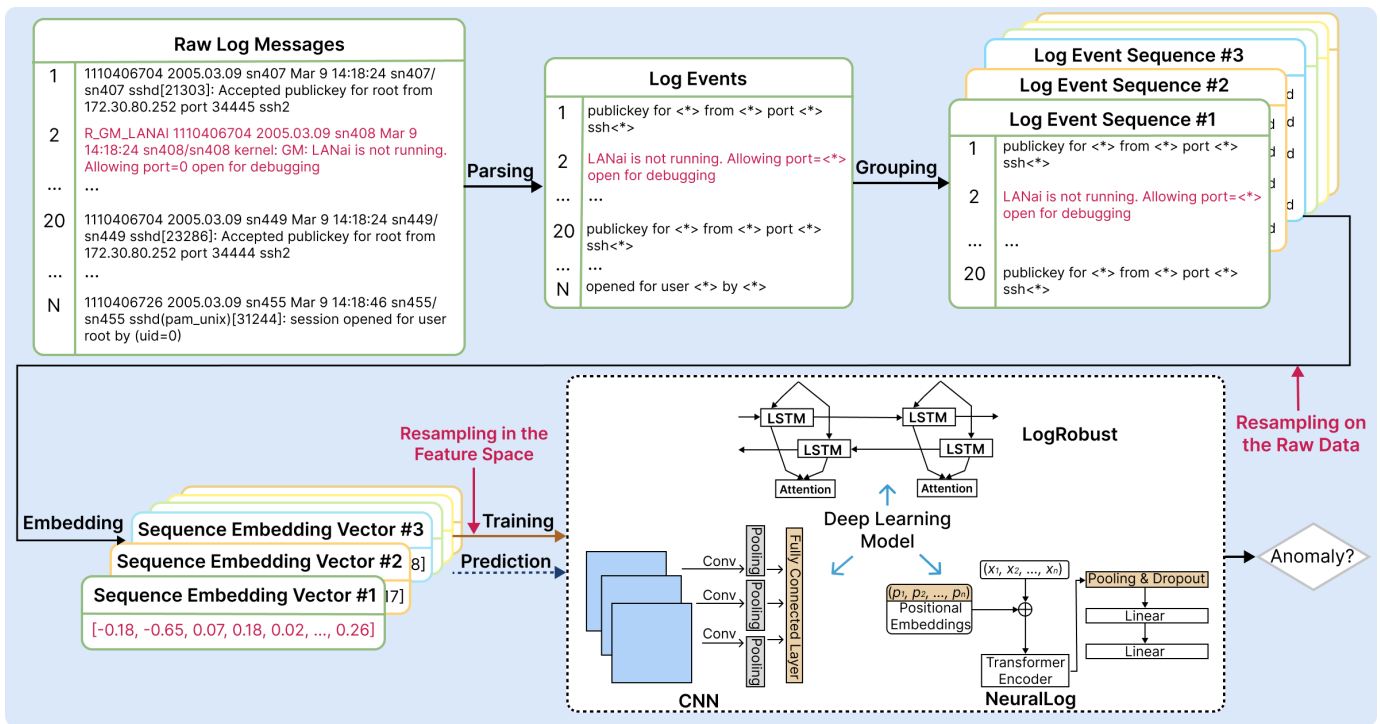 Raw Log Messages
1
1110406704 2005.03.09 sn407 Mar 9 14:18:24 sn407/
sn407 sshd[21303]: Accepted publickey for root from
172.30.80.252 port 34445 ssh2
2
R_GM_LANAI 1110406704 2005.03.09 sn408 Mar 9
14:18:24 sn408/sn408 kernel: GM: LANai is not running.
Allowing port=0 open for debugging
... ...
20
1110406704 2005.03.09 sn449 Mar 9 14:18:24 sn449/
sn449 sshd[23286]: Accepted publickey for root from
172.30.80.252 port 34444 ssh2
... ...
N
1110406726 2005.03.09 sn455 Mar 9 14:18:46 sn455/
sn455 sshd(pam_unix)[31244]: session opened for user
root by (uid=0)
Parsing
Log Events
1
publickey for <*> from <*> port <*>
ssh<*>
2
LANai is not running. Allowing port=<*>
open for debugging
... ...
20
publickey for <*> from <*> port <*>
ssh<*>
... ...
N
opened for user <*> by <*>
Grouping
Log Event Sequence #3
d
d
d
d
Log Event Sequence #2
d
d
d
d
Log Event Sequence #1
1
publickey for <*> from <*> port <*>
ssh<*>
2
LANai is not running. Allowing port=<*>
open for debugging
... ...
20
publickey for <*> from <*> port <*>
ssh<*>
Resampling on
the Raw Data
Embedding
Sequence Embedding Vector #3
8]
Sequence Embedding Vector #2
17]
Sequence Embedding Vector #1
[-0.18, -0.65, 0.07, 0.18, 0.02, ..., 0.26]
Resampling in the
Feature Space
Training
Prediction
LSTM
LSTM
LSTM
LSTM
Attention
Attention
LogRobust
Deep Learning
Model
Conv
Conv
Conv
Pooling
Pooling
Pooling
Fully Connected Layer
CNN
(x1, x2, ..., xn)
(p1, p2, ..., pn)
Positional
Embeddings
Transformer
Encoder
Pooling & Dropout
Linear
Linear
NeuralLog
Anomaly?